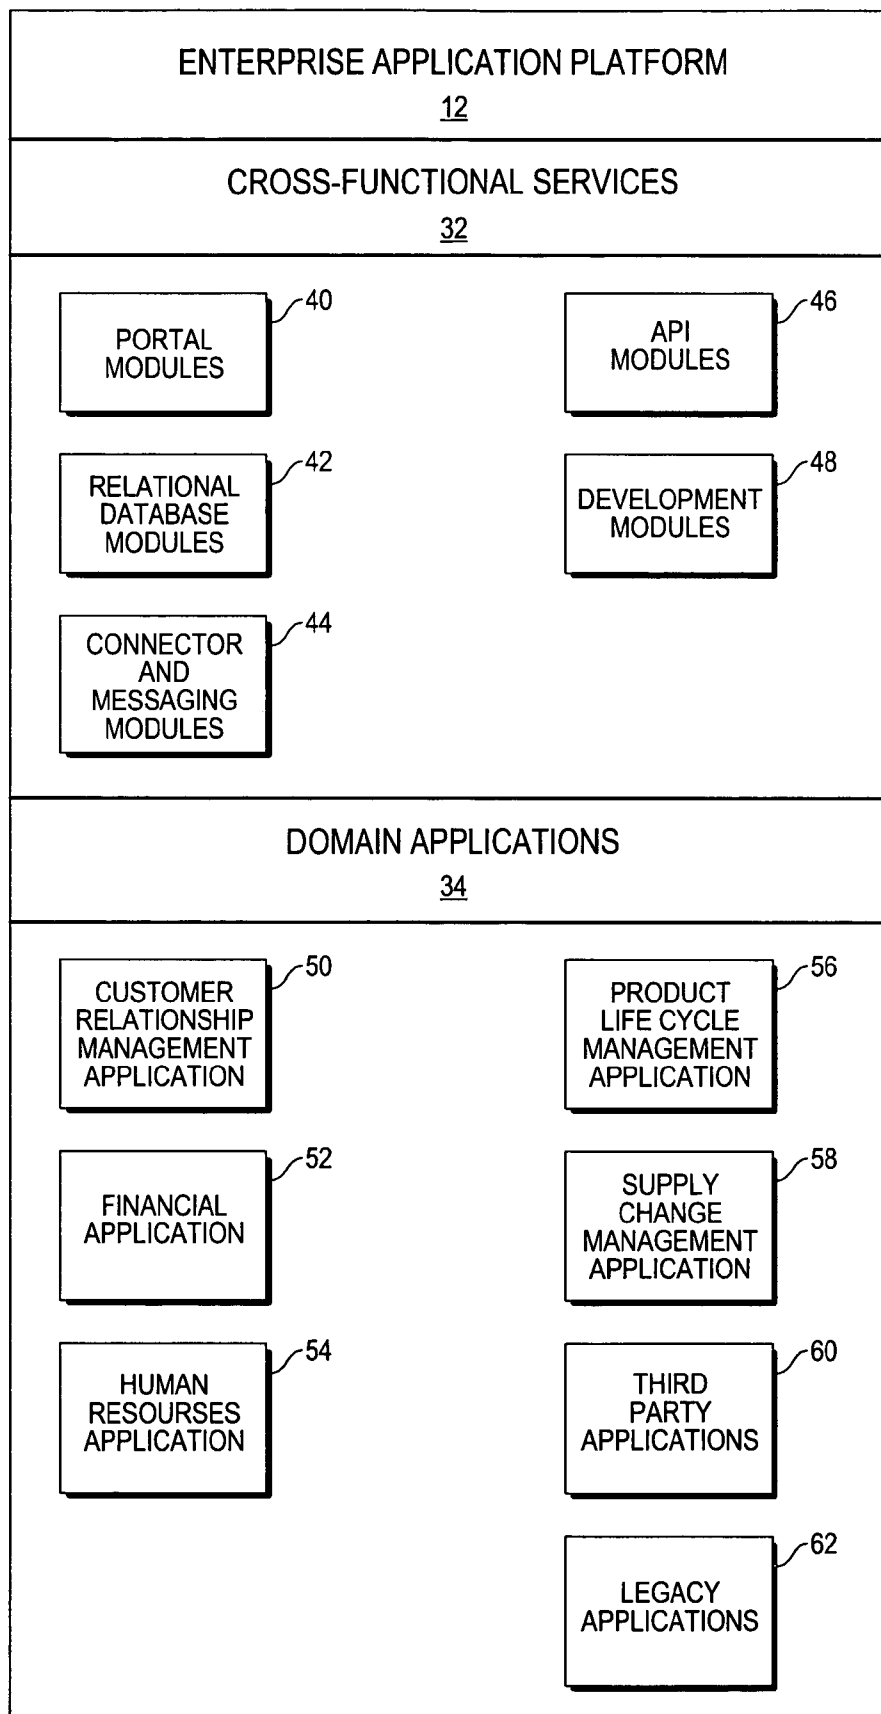 ENTERPRISE APPLICATION PLATFORM
12
CROSS-FUNCTIONAL SERVICES
32
PORTAL
MODULES
40
API
MODULES
46
RELATIONAL
DATABASE
MODULES
42
DEVELOPMENT
MODULES
48
CONNECTOR
AND
MESSAGING
MODULES
44
DOMAIN APPLICATIONS
34
CUSTOMER
RELATIONSHIP
MANAGEMENT
APPLICATION
50
PRODUCT
LIFE CYCLE
MANAGEMENT
APPLICATION
56
FINANCIAL
APPLICATION
52
SUPPLY
CHANGE
MANAGEMENT
APPLICATION
58
HUMAN
RESOURSES
APPLICATION
54
THIRD
PARTY
APPLICATIONS
60
LEGACY
APPLICATIONS
62